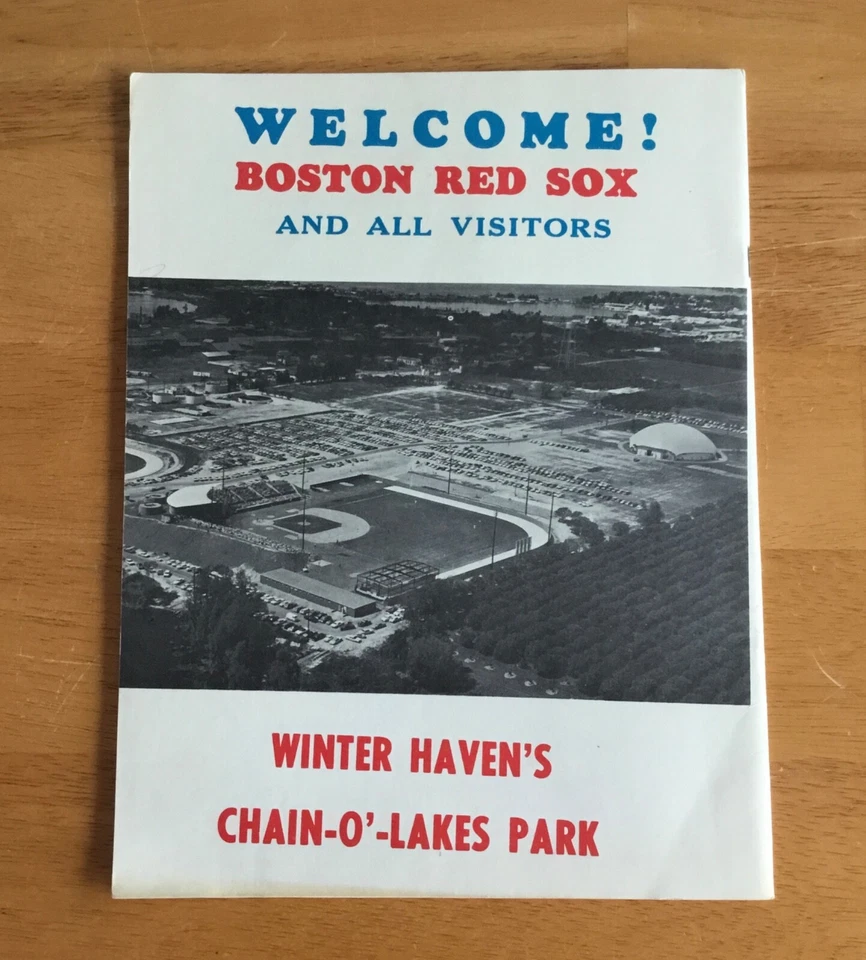 WELCOME!
BOSTON RED SOX
AND ALL VISITORS
WINTER HAVEN'S
CHAIN-O'-LAKES PARK